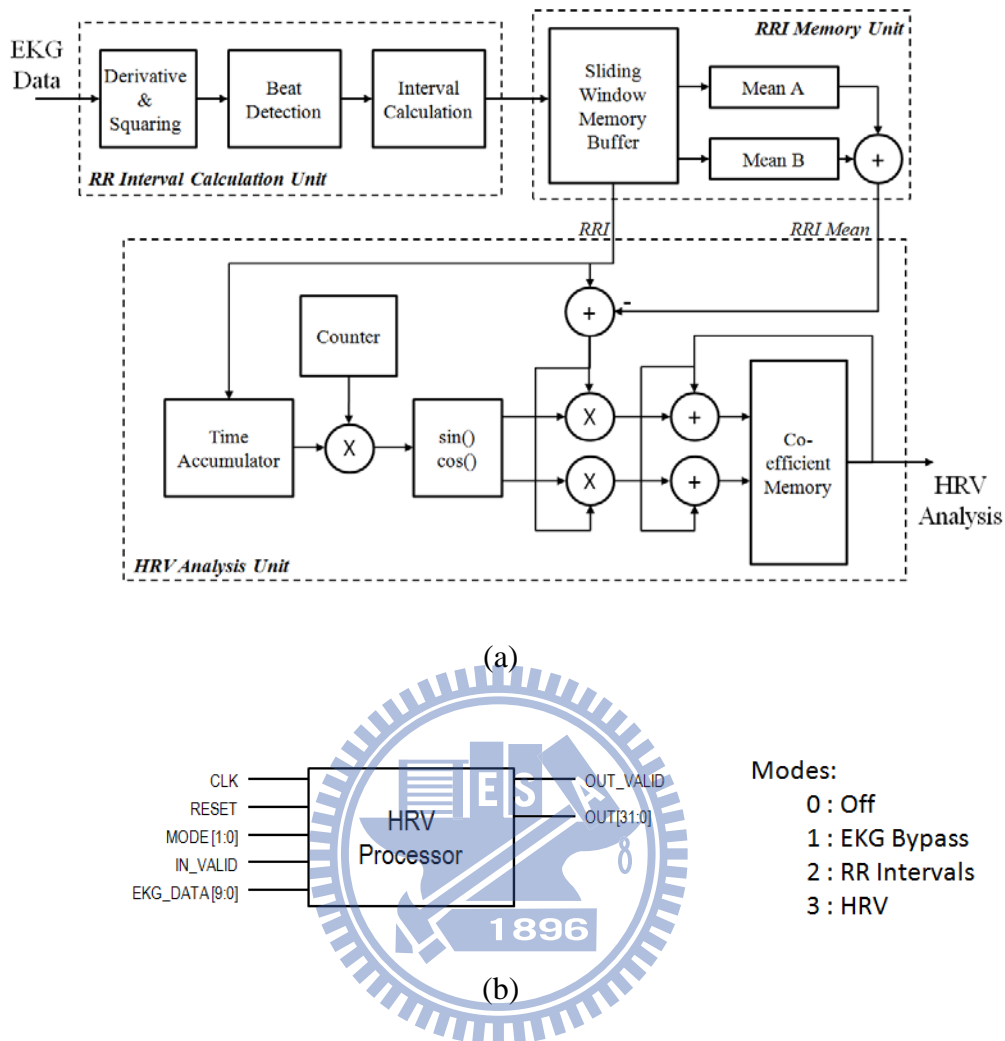 EKG
Data
Derivative
&
Squaring
Beat
Detection
Interval
Calculation
RR Interval Calculation Unit
RRI Memory Unit
Sliding
Window
Memory
Buffer
Mean A
Mean B
+
RRI
RRI Mean
+
-
Counter
Time
Accumulator
X
sin()
cos()
X
X
+
+
Co-
efficient
Memory
HRV
Analysis
HRV Analysis Unit
(a)
CLK
RESET
MODE[1:0]
IN_VALID
EKG_DATA[9:0]
HRV
Processor
OUT_VALID
OUT[31:0]
Modes:
0 : Off
1 : EKG Bypass
2 : RR Intervals
3 : HRV
E S A
8
1896
(b)